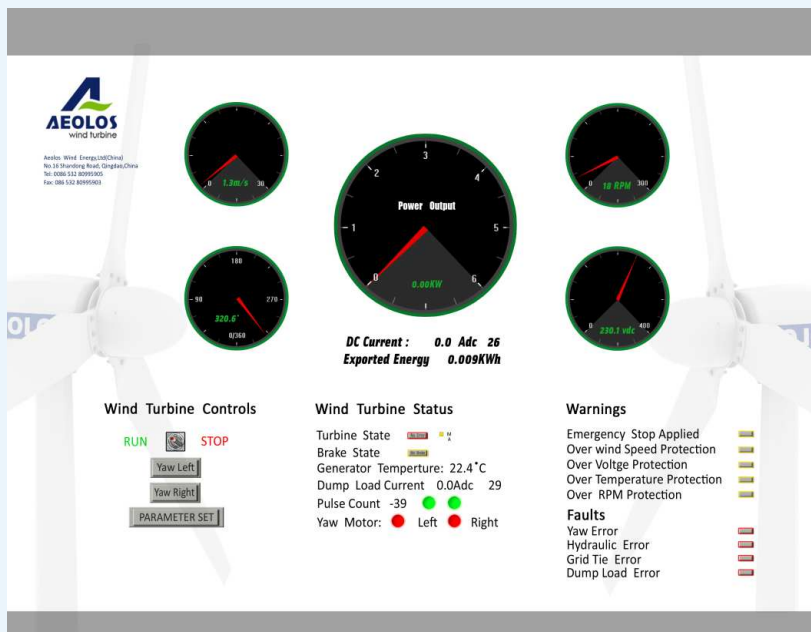 AEOLOS
wind turbine
Aeolos Wind Energy,Ltd(China)
No.16 Shandong Road, Qingdao,China
Tel: 0086 532 80995905
Fax: 086 532 80995903
0 1.3m/s 30
180
90 270
320.6°
0/360
3
2 4
Power Output
1 5
0 6
0.00KW
0 10 RPM 300
0 400
230.1 vdc
DC Current : 0.0 Adc 26
Exported Energy 0.009KWh
Wind Turbine Controls
RUN STOP
Yaw Left
Yaw Right
PARAMETER SET
Wind Turbine Status
Turbine State
Brake State
Generator Temperture: 22.4°C
Dump Load Current 0.0Adc 29
Pulse Count -39
Yaw Motor: Left Right
Warnings
Emergency Stop Applied
Over wind Speed Protection
Over Voltge Protection
Over Temperature Protection
Over RPM Protection
Faults
Yaw Error
Hydraulic Error
Grid Tie Error
Dump Load Error